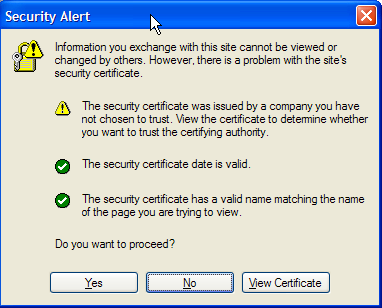 Security Alert
Information you exchange with this site cannot be viewed or
changed by others. However, there is a problem with the site's
security certificate.
The security certificate was issued by a company you have
not chosen to trust. View the certificate to determine whether
you want to trust the certifying authority.
The security certificate date is valid.
The security certificate has a valid name matching the name
of the page you are trying to view.
Do you want to proceed?
Yes
No
View Certificate